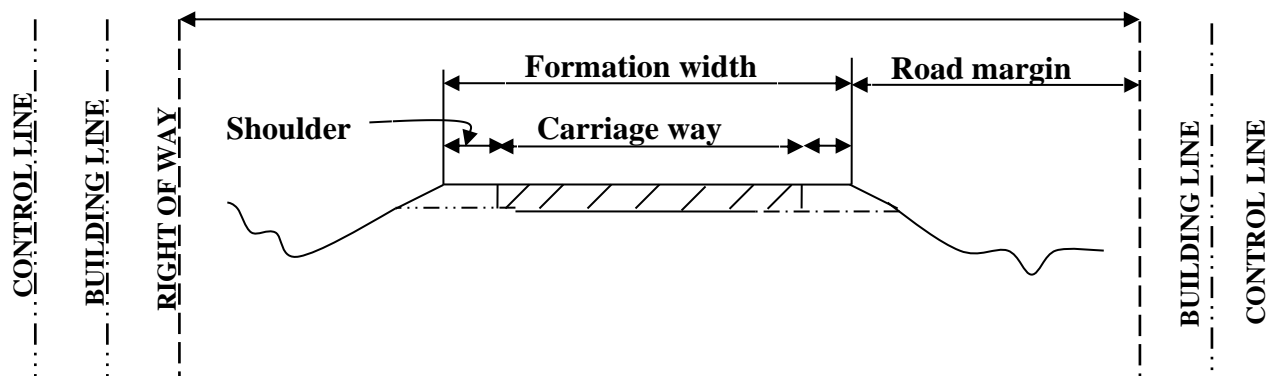 Formation width
Road margin
Shoulder
Carriage way
CONTROL LINE
BUILDING LINE
RIGHT OF WAY
BUILDING LINE
CONTROL LINE